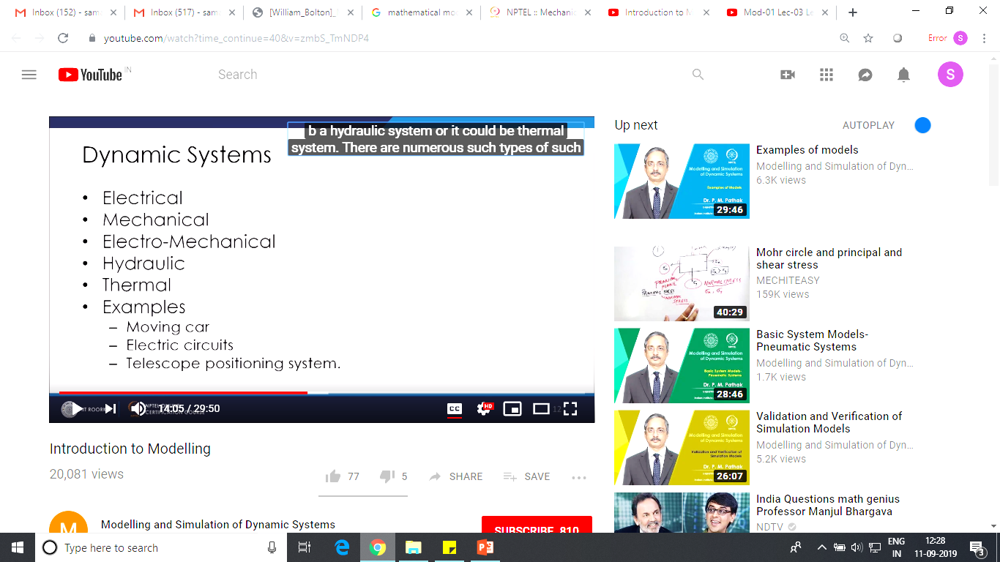 Inbox (152) - sam
Inbox (517) - sam
[William_Bolton]_
mathematical mo
NPTEL :: Mechanic
Introduction to M
Mod-01 Lec-03 Le
youtube.com/watch?time_continue=40&v=zmbS_TmNDP4
Error
S
YouTube IN
Search
S
b a hydraulic system or it could be thermal
system. There are numerous such types of such
Dynamic Systems
• Electrical
• Mechanical
• Electro-Mechanical
• Hydraulic
• Thermal
• Examples
– Moving car
– Electric circuits
– Telescope positioning system.
14:05 / 29:50
CC
HD
12
Introduction to Modelling
20,081 views
77
5
SHARE
SAVE
M
Modelling and Simulation of Dynamic Systems
SUBSCRIBE 810
Up next
AUTOPLAY
Modelling and Simulation
of Dynamic Systems
Examples of Models
Dr. P. M. Pathak
29:46
Examples of models
Modelling and Simulation of Dyn...
6.3K views
PRINCIPAL
PLANE
NORMAL STRESS
PRINCIPAL STRESS
NORMAL
STRESS
40:29
Mohr circle and principal and
shear stress
MECHITEASY
159K views
Modelling and Simulation
of Dynamic Systems
Basic System Models-
Pneumatic Systems
Dr. P. M. Pathak
28:46
Basic System Models-
Pneumatic Systems
Modelling and Simulation of Dyn...
1.7K views
Modelling and Simulation
of Dynamic Systems
Validation and Verification of
Simulation Models
Dr. P. M. Pathak
26:07
Validation and Verification of
Simulation Models
Modelling and Simulation of Dyn...
5.2K views
India Questions math genius
Professor Manjul Bhargava
NDTV
Type here to search
ENG
IN
12:28
11-09-2019
3